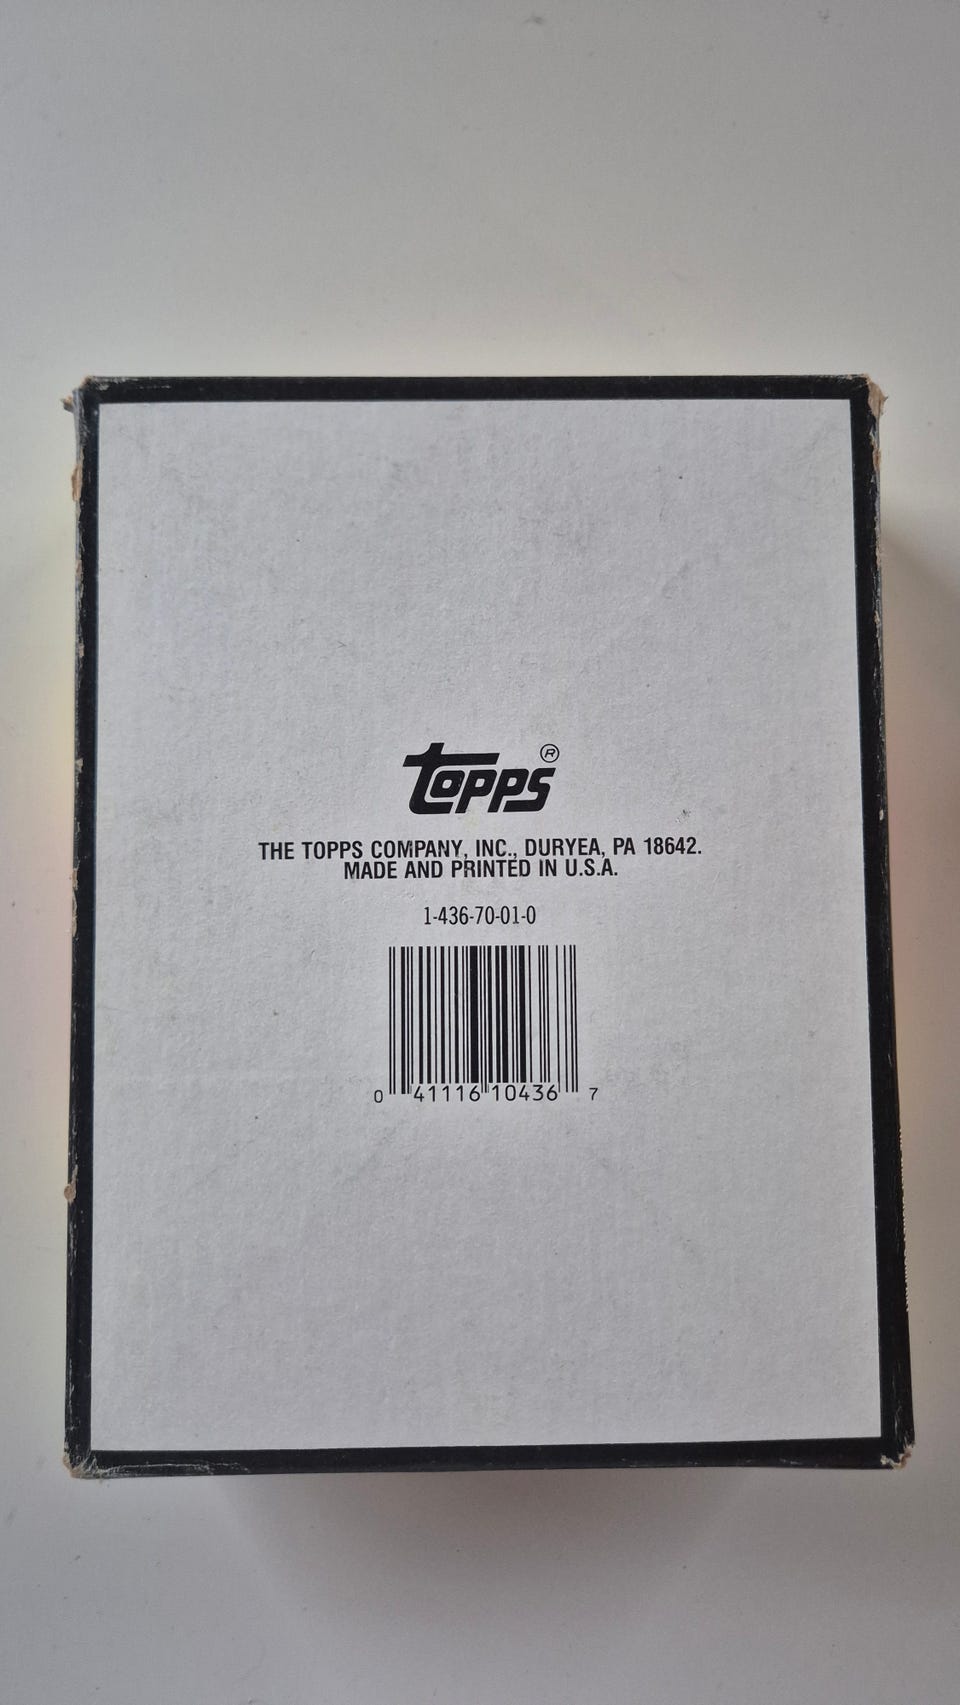 topps®
THE TOPPS COMPANY, INC., DURYEA, PA 18642.
MADE AND PRINTED IN U.S.A.
1-436-70-01-0
0 41116 10436 7